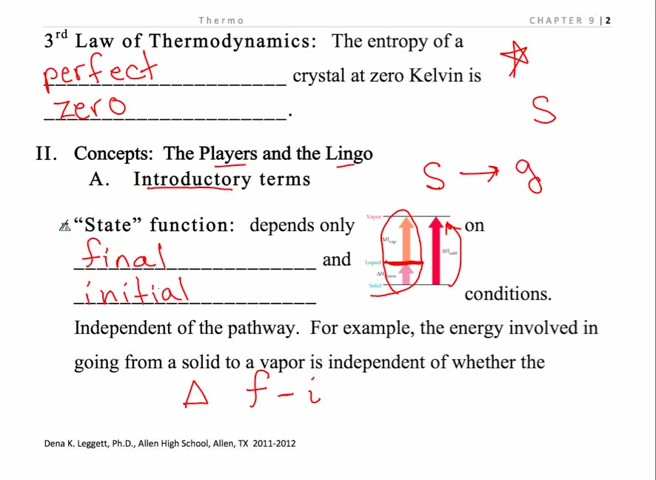 Thermo CHAPTER 9 | 2
3rd Law of Thermodynamics: The entropy of a
perfect crystal at zero Kelvin is
zero.
S
II. Concepts: The Players and the Lingo
A. Introductory terms
S → g
"State" function: depends only on
Vapor
final and
Liquid
initial conditions.
Solid
Independent of the pathway. For example, the energy involved in
going from a solid to a vapor is independent of whether the
Δ f - i
Dena K. Leggett, Ph.D., Allen High School, Allen, TX 2011-2012